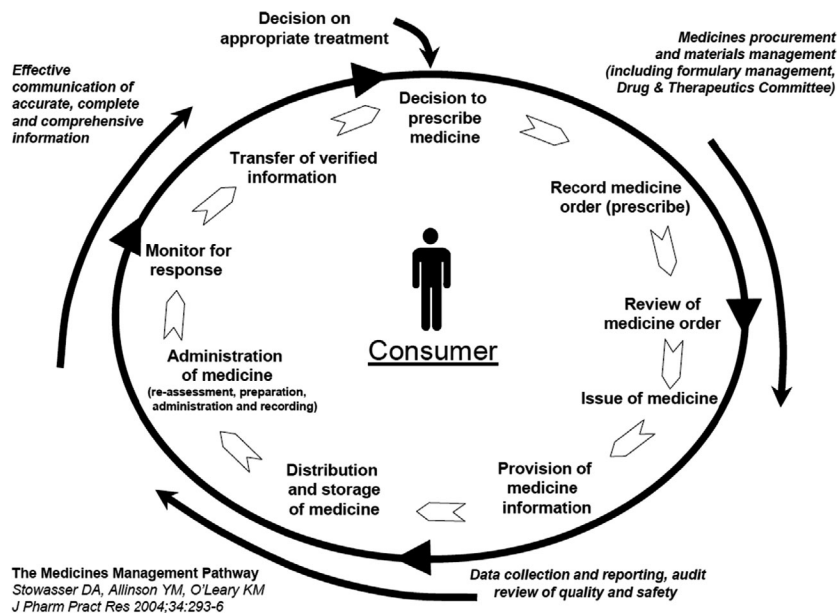 Decision on
appropriate treatment
Medicines procurement
and materials management
(including formulary management,
Drug & Therapeutics Committee)
Effective
communication of
accurate, complete
and comprehensive
information
Decision to
prescribe
medicine
Transfer of verified
information
Record medicine
order (prescribe)
Monitor for
response
Review of
medicine order
Consumer
Administration
of medicine
(re-assessment, preparation,
administration and recording)
Issue of medicine
Distribution
and storage
of medicine
Provision of
medicine
information
The Medicines Management Pathway
Stowasser DA, Allinson YM, O'Leary KM
J Pharm Pract Res 2004;34:293-6
Data collection and reporting, audit
review of quality and safety